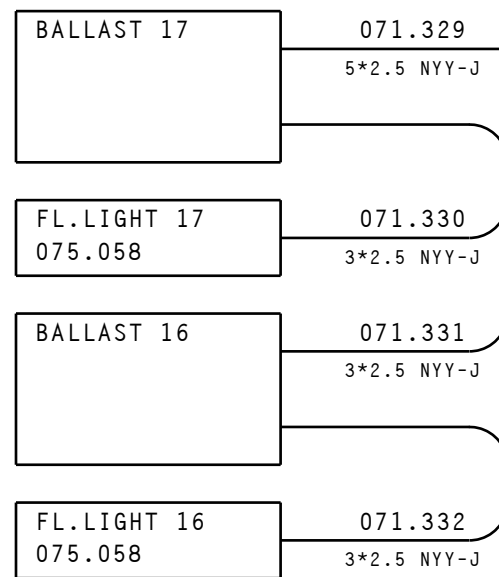 BALLAST 17
071.329
5*2.5 NYY-J
FL.LIGHT 17
075.058
071.330
3*2.5 NYY-J
BALLAST 16
071.331
3*2.5 NYY-J
FL.LIGHT 16
075.058
071.332
3*2.5 NYY-J